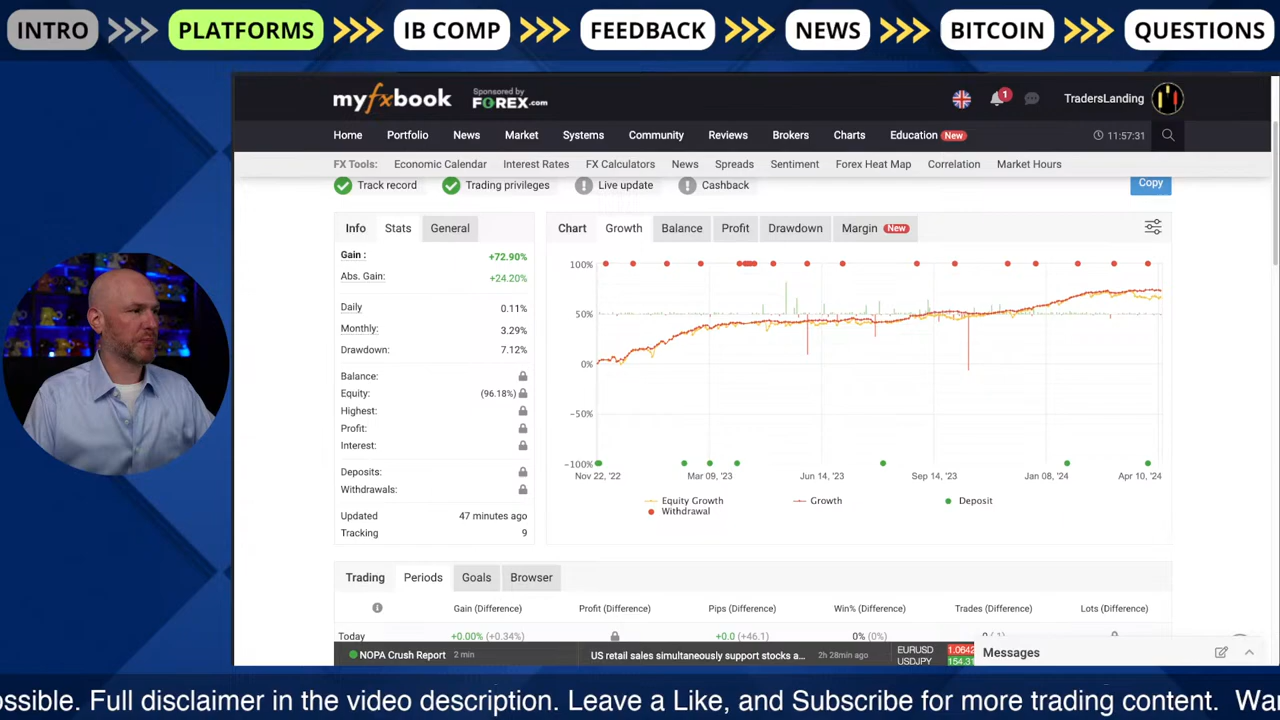 INTRO >>> PLATFORMS >>> IB COMP >>> FEEDBACK >>> NEWS >>> BITCOIN >>> QUESTIONS
myfxbook Sponsored by FOREX.com 1 TradersLanding
Home Portfolio News Market Systems Community Reviews Brokers Charts Education New 11:57:31
FX Tools: Economic Calendar Interest Rates FX Calculators News Spreads Sentiment Forex Heat Map Correlation Market Hours
Track record Trading privileges Live update Cashback Copy
Info Stats General
Gain : +72.90%
Abs. Gain: +24.20%
Daily 0.11%
Monthly: 3.29%
Drawdown: 7.12%
Balance:
Equity: (96.18%)
Highest:
Profit:
Interest:
Deposits:
Withdrawals:
Updated 47 minutes ago
Tracking 9
Chart Growth Balance Profit Drawdown Margin New
100%
50%
0%
-50%
-100%
Nov 22, '22 Mar 09, '23 Jun 14, '23 Sep 14, '23 Jan 08, '24 Apr 10, '24
Equity Growth Growth Deposit
Withdrawal
Trading Periods Goals Browser
Gain (Difference) Profit (Difference) Pips (Difference) Win% (Difference) Trades (Difference) Lots (Difference)
Today +0.00% (+0.34%) +0.0 (+46.1) 0% (0%)
NOPA Crush Report 2 min US retail sales simultaneously support stocks a... 2h 28min ago EURUSD 1.0642
USDJPY 154.31
Messages
ossible. Full disclaimer in the video description. Leave a Like, and Subscribe for more trading content. Wa